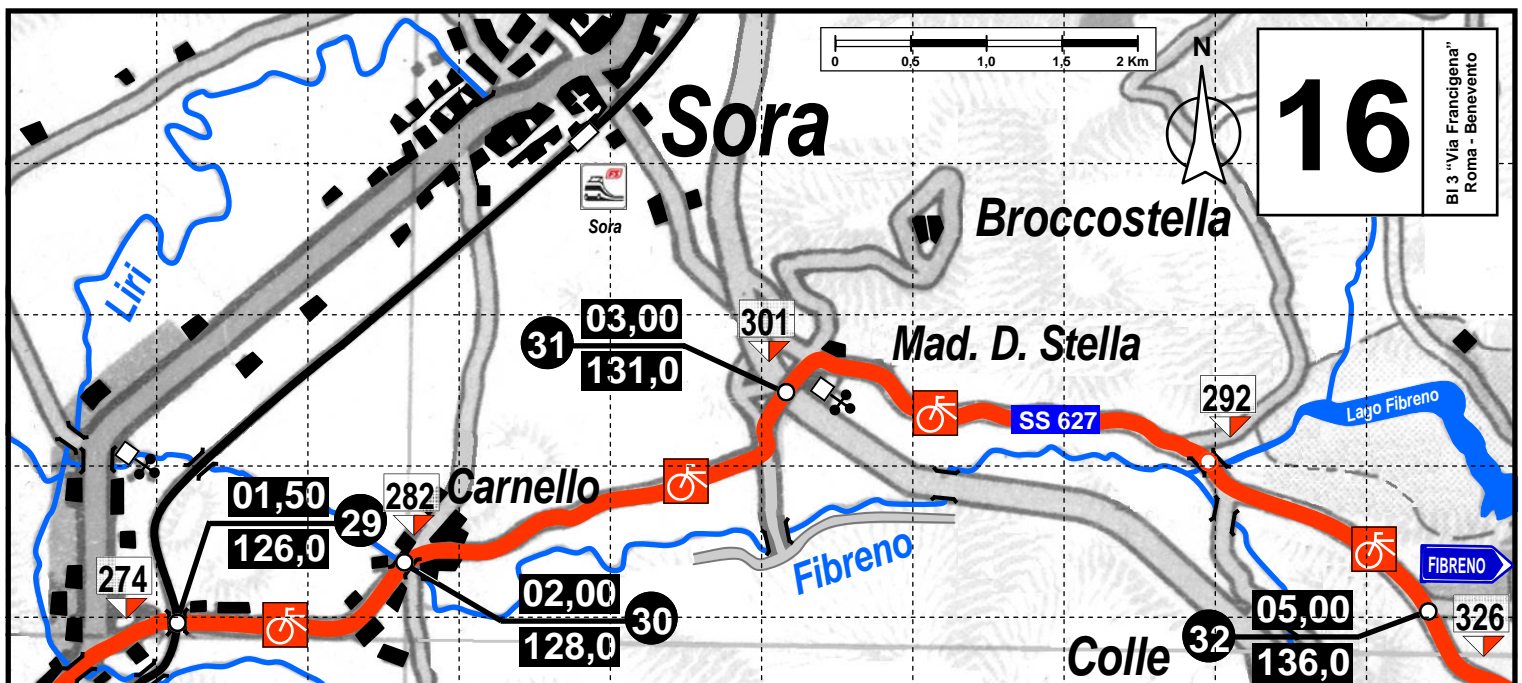 0 0,5 1,0 1,5 2 Km
N
16
BI 3 “Via Francigena”
Roma - Benevento
Sora
Sora
Broccostella
Liri
31
03,00
131,0
301
Mad. D. Stella
292
Lago Fibreno
SS 627
Carnello
01,50
126,0
29
282
274
02,00
128,0
30
Fibreno
FIBRENO
05,00
136,0
32
326
Colle
FS